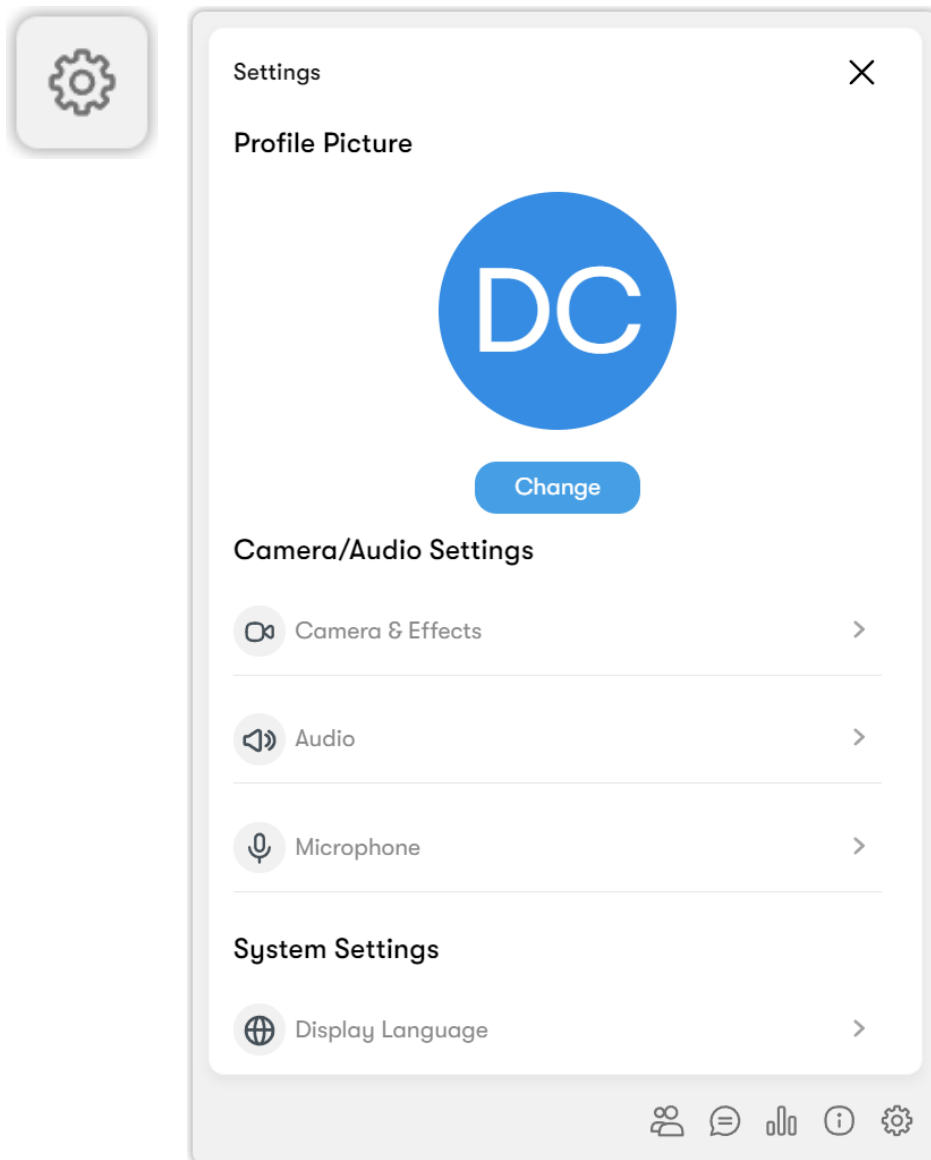 Settings
Profile Picture
DC
Change
Camera/Audio Settings
Camera & Effects
Audio
Microphone
System Settings
Display Language